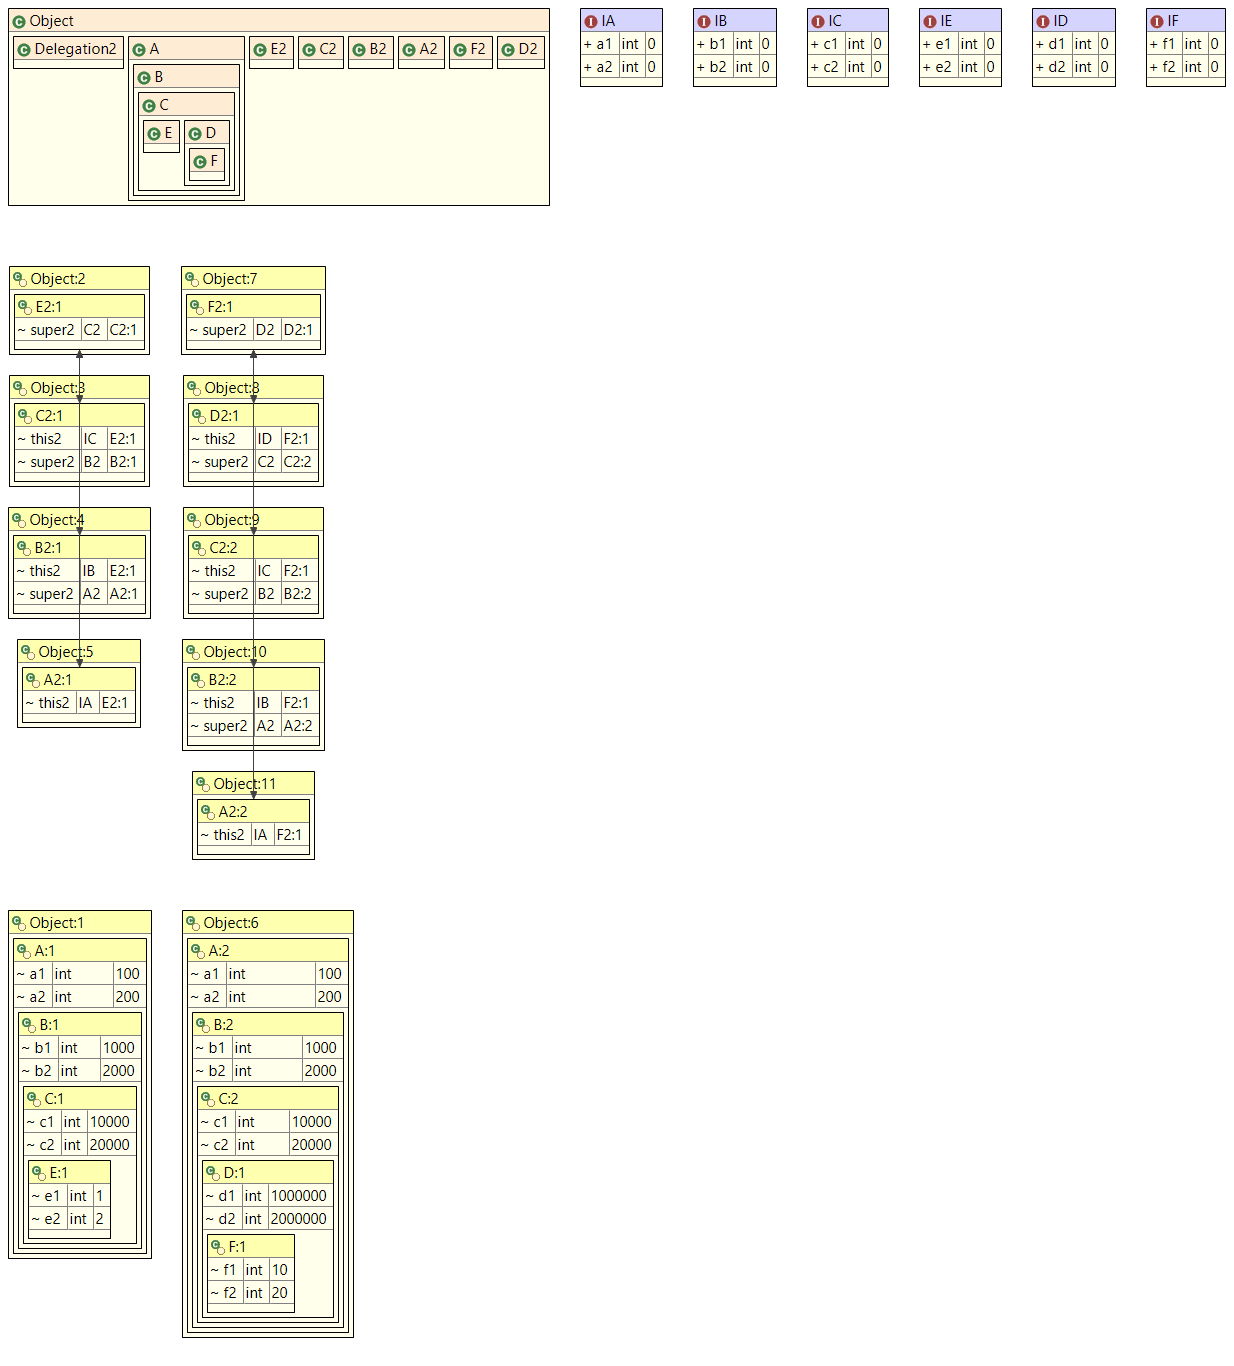 Object
Delegation2 A E2 C2 B2 A2 F2 D2
B
C
E D
F
IA
+ a1 int 0
+ a2 int 0
IB
+ b1 int 0
+ b2 int 0
IC
+ c1 int 0
+ c2 int 0
IE
+ e1 int 0
+ e2 int 0
ID
+ d1 int 0
+ d2 int 0
IF
+ f1 int 0
+ f2 int 0
Object:2
E2:1
~ super2 C2 C2:1
Object:3
C2:1
~ this2 IC E2:1
~ super2 B2 B2:1
Object:4
B2:1
~ this2 IB E2:1
~ super2 A2 A2:1
Object:5
A2:1
~ this2 IA E2:1
Object:7
F2:1
~ super2 D2 D2:1
Object:8
D2:1
~ this2 ID F2:1
~ super2 C2 C2:2
Object:9
C2:2
~ this2 IC F2:1
~ super2 B2 B2:2
Object:10
B2:2
~ this2 IB F2:1
~ super2 A2 A2:2
Object:11
A2:2
~ this2 IA F2:1
Object:1
A:1
~ a1 int 100
~ a2 int 200
B:1
~ b1 int 1000
~ b2 int 2000
C:1
~ c1 int 10000
~ c2 int 20000
E:1
~ e1 int 1
~ e2 int 2
Object:6
A:2
~ a1 int 100
~ a2 int 200
B:2
~ b1 int 1000
~ b2 int 2000
C:2
~ c1 int 10000
~ c2 int 20000
D:1
~ d1 int 1000000
~ d2 int 2000000
F:1
~ f1 int 10
~ f2 int 20